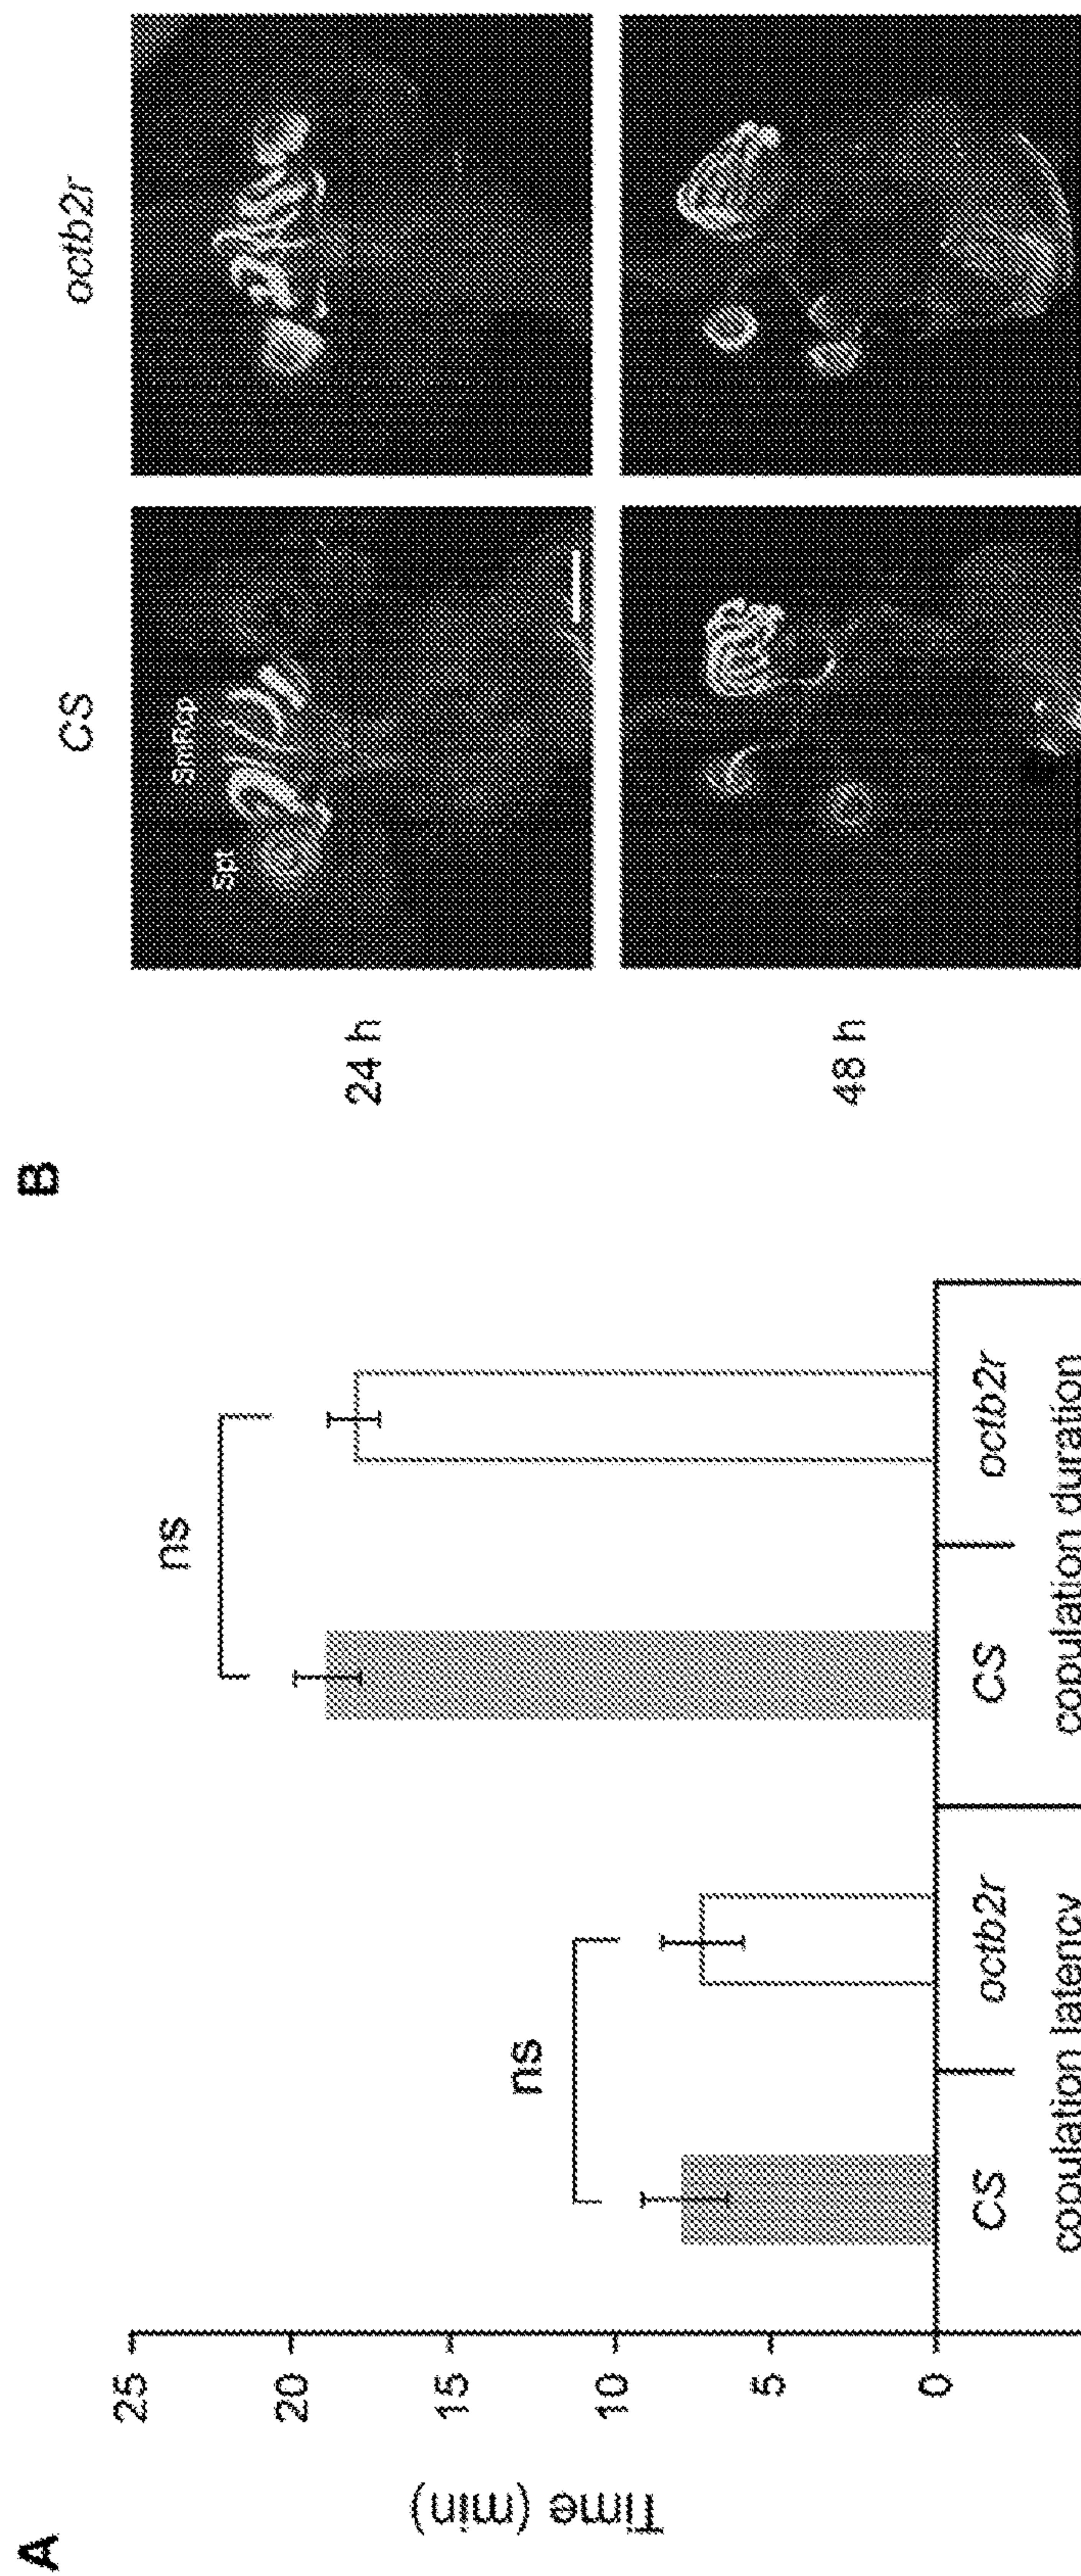 A
Time (min)
25
20
15
10
5
0
ns
ns
CS
octb2r
CS
octb2r
copulation latency
copulation duration
B
CS
octb2r
24 h
Spt
SmRcp
48 h